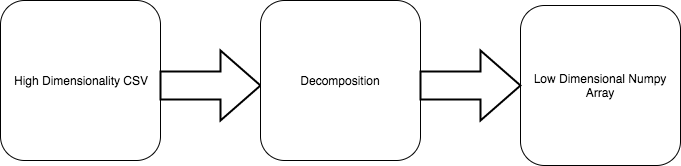 High Dimensionality CSV
Decomposition
Low Dimensional Numpy
Array